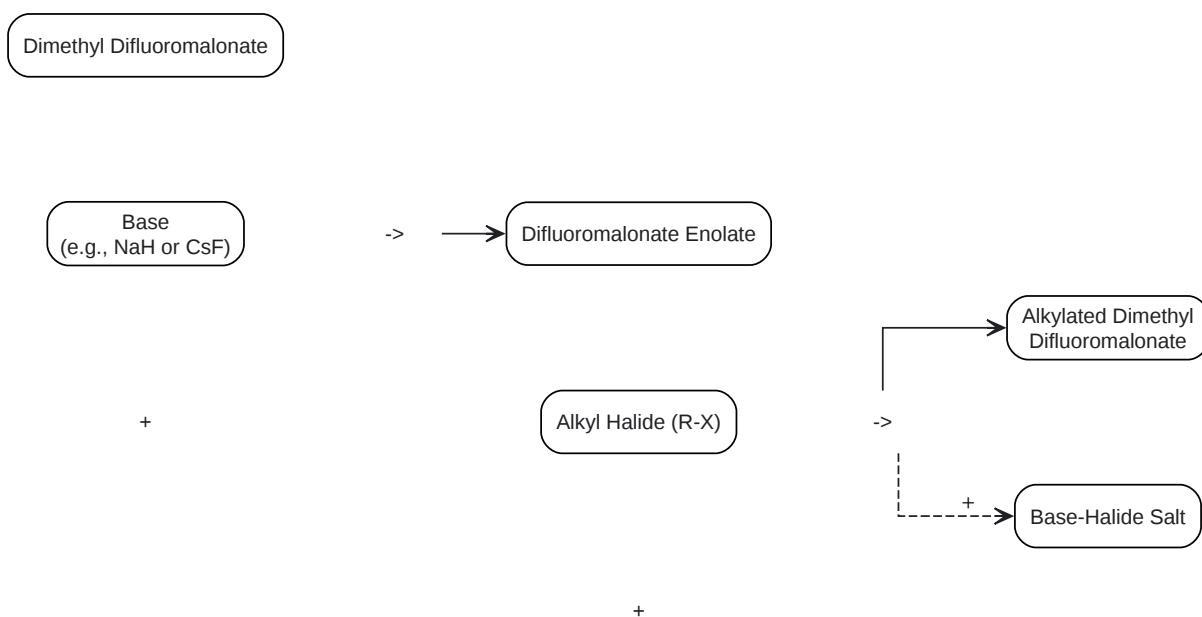 Dimethyl Difluoromalonate
Base
(e.g., NaH or CsF)
->
Difluoromalonate Enolate
Alkylated Dimethyl
Difluoromalonate
+
Alkyl Halide (R-X)
->
+
Base-Halide Salt
+